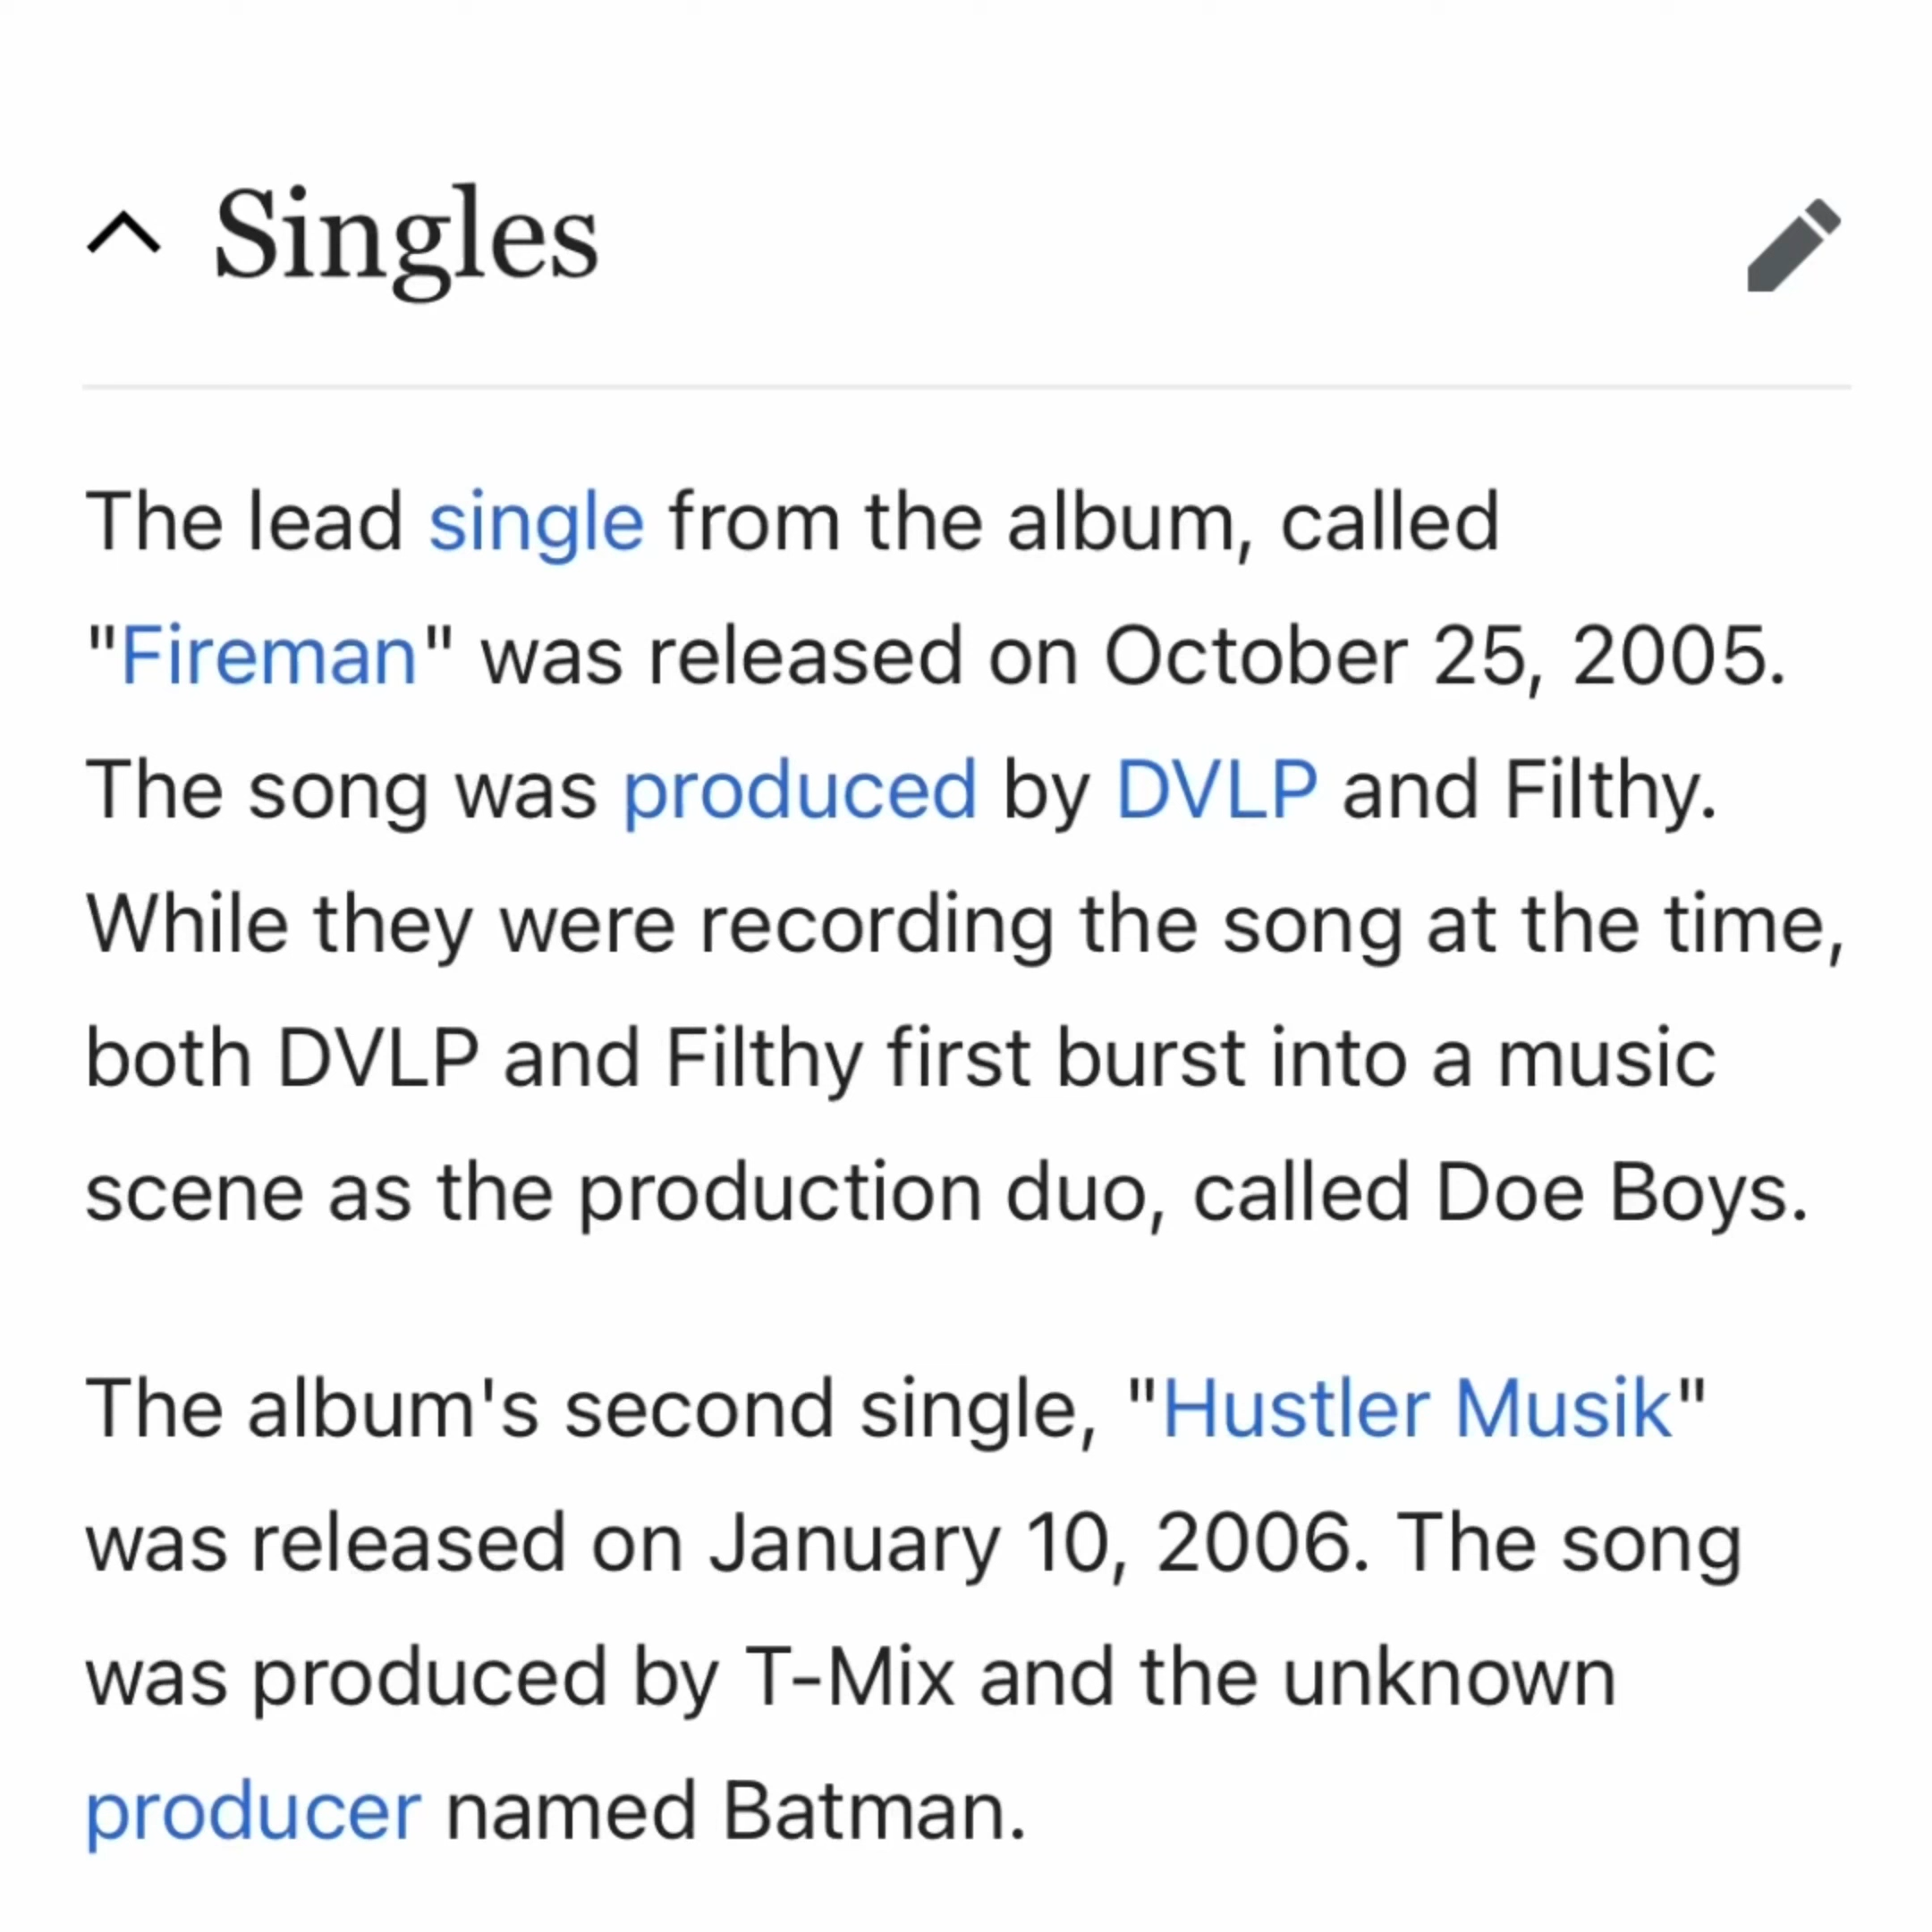 Singles
The lead single from the album, called
"Fireman" was released on October 25, 2005.
The song was produced by DVLP and Filthy.
While they were recording the song at the time,
both DVLP and Filthy first burst into a music
scene as the production duo, called Doe Boys.
The album's second single, "Hustler Musik"
was released on January 10, 2006. The song
was produced by T-Mix and the unknown
producer named Batman.